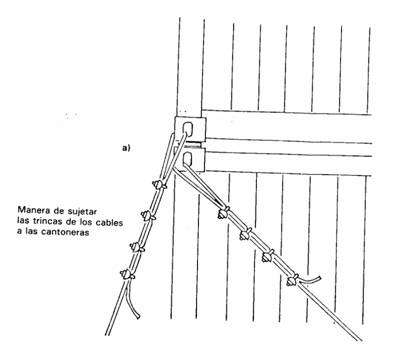 a)
Manera de sujetar
las trincas de los cables
a las cantoneras